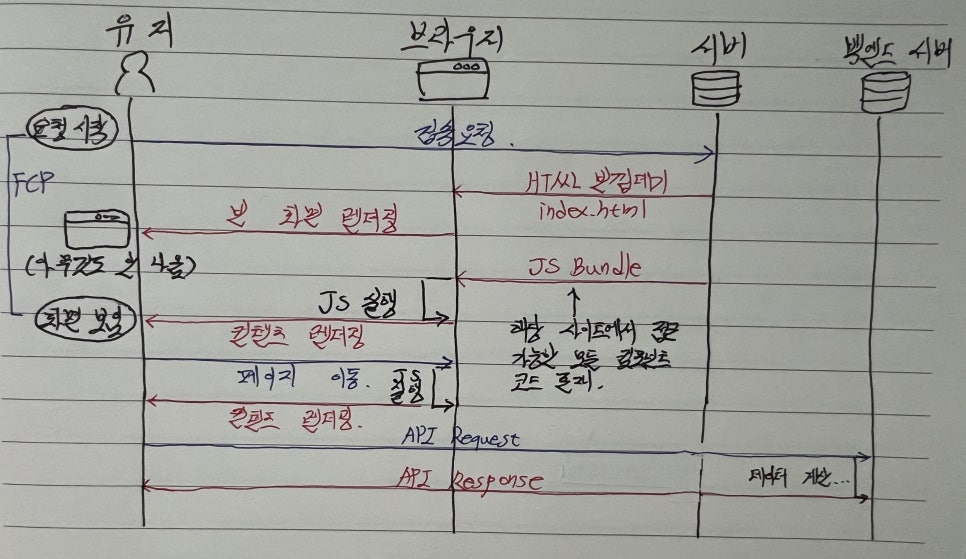 유저
브라우저
서버
백엔드 서버
요청 시작
접속 요청.
FCP
HTML 빈껍데기
index.html
빈 화면 렌더링
(아무것도 안 나옴)
JS Bundle
JS 실행
화면 보임
컨텐츠 렌더링
해당 사이트에서 접근
가능한 모든 컴포넌트
코드 존재.
페이지 이동.
JS
실행
컨텐츠 렌더링.
API Request
데이터 계산...
API Response